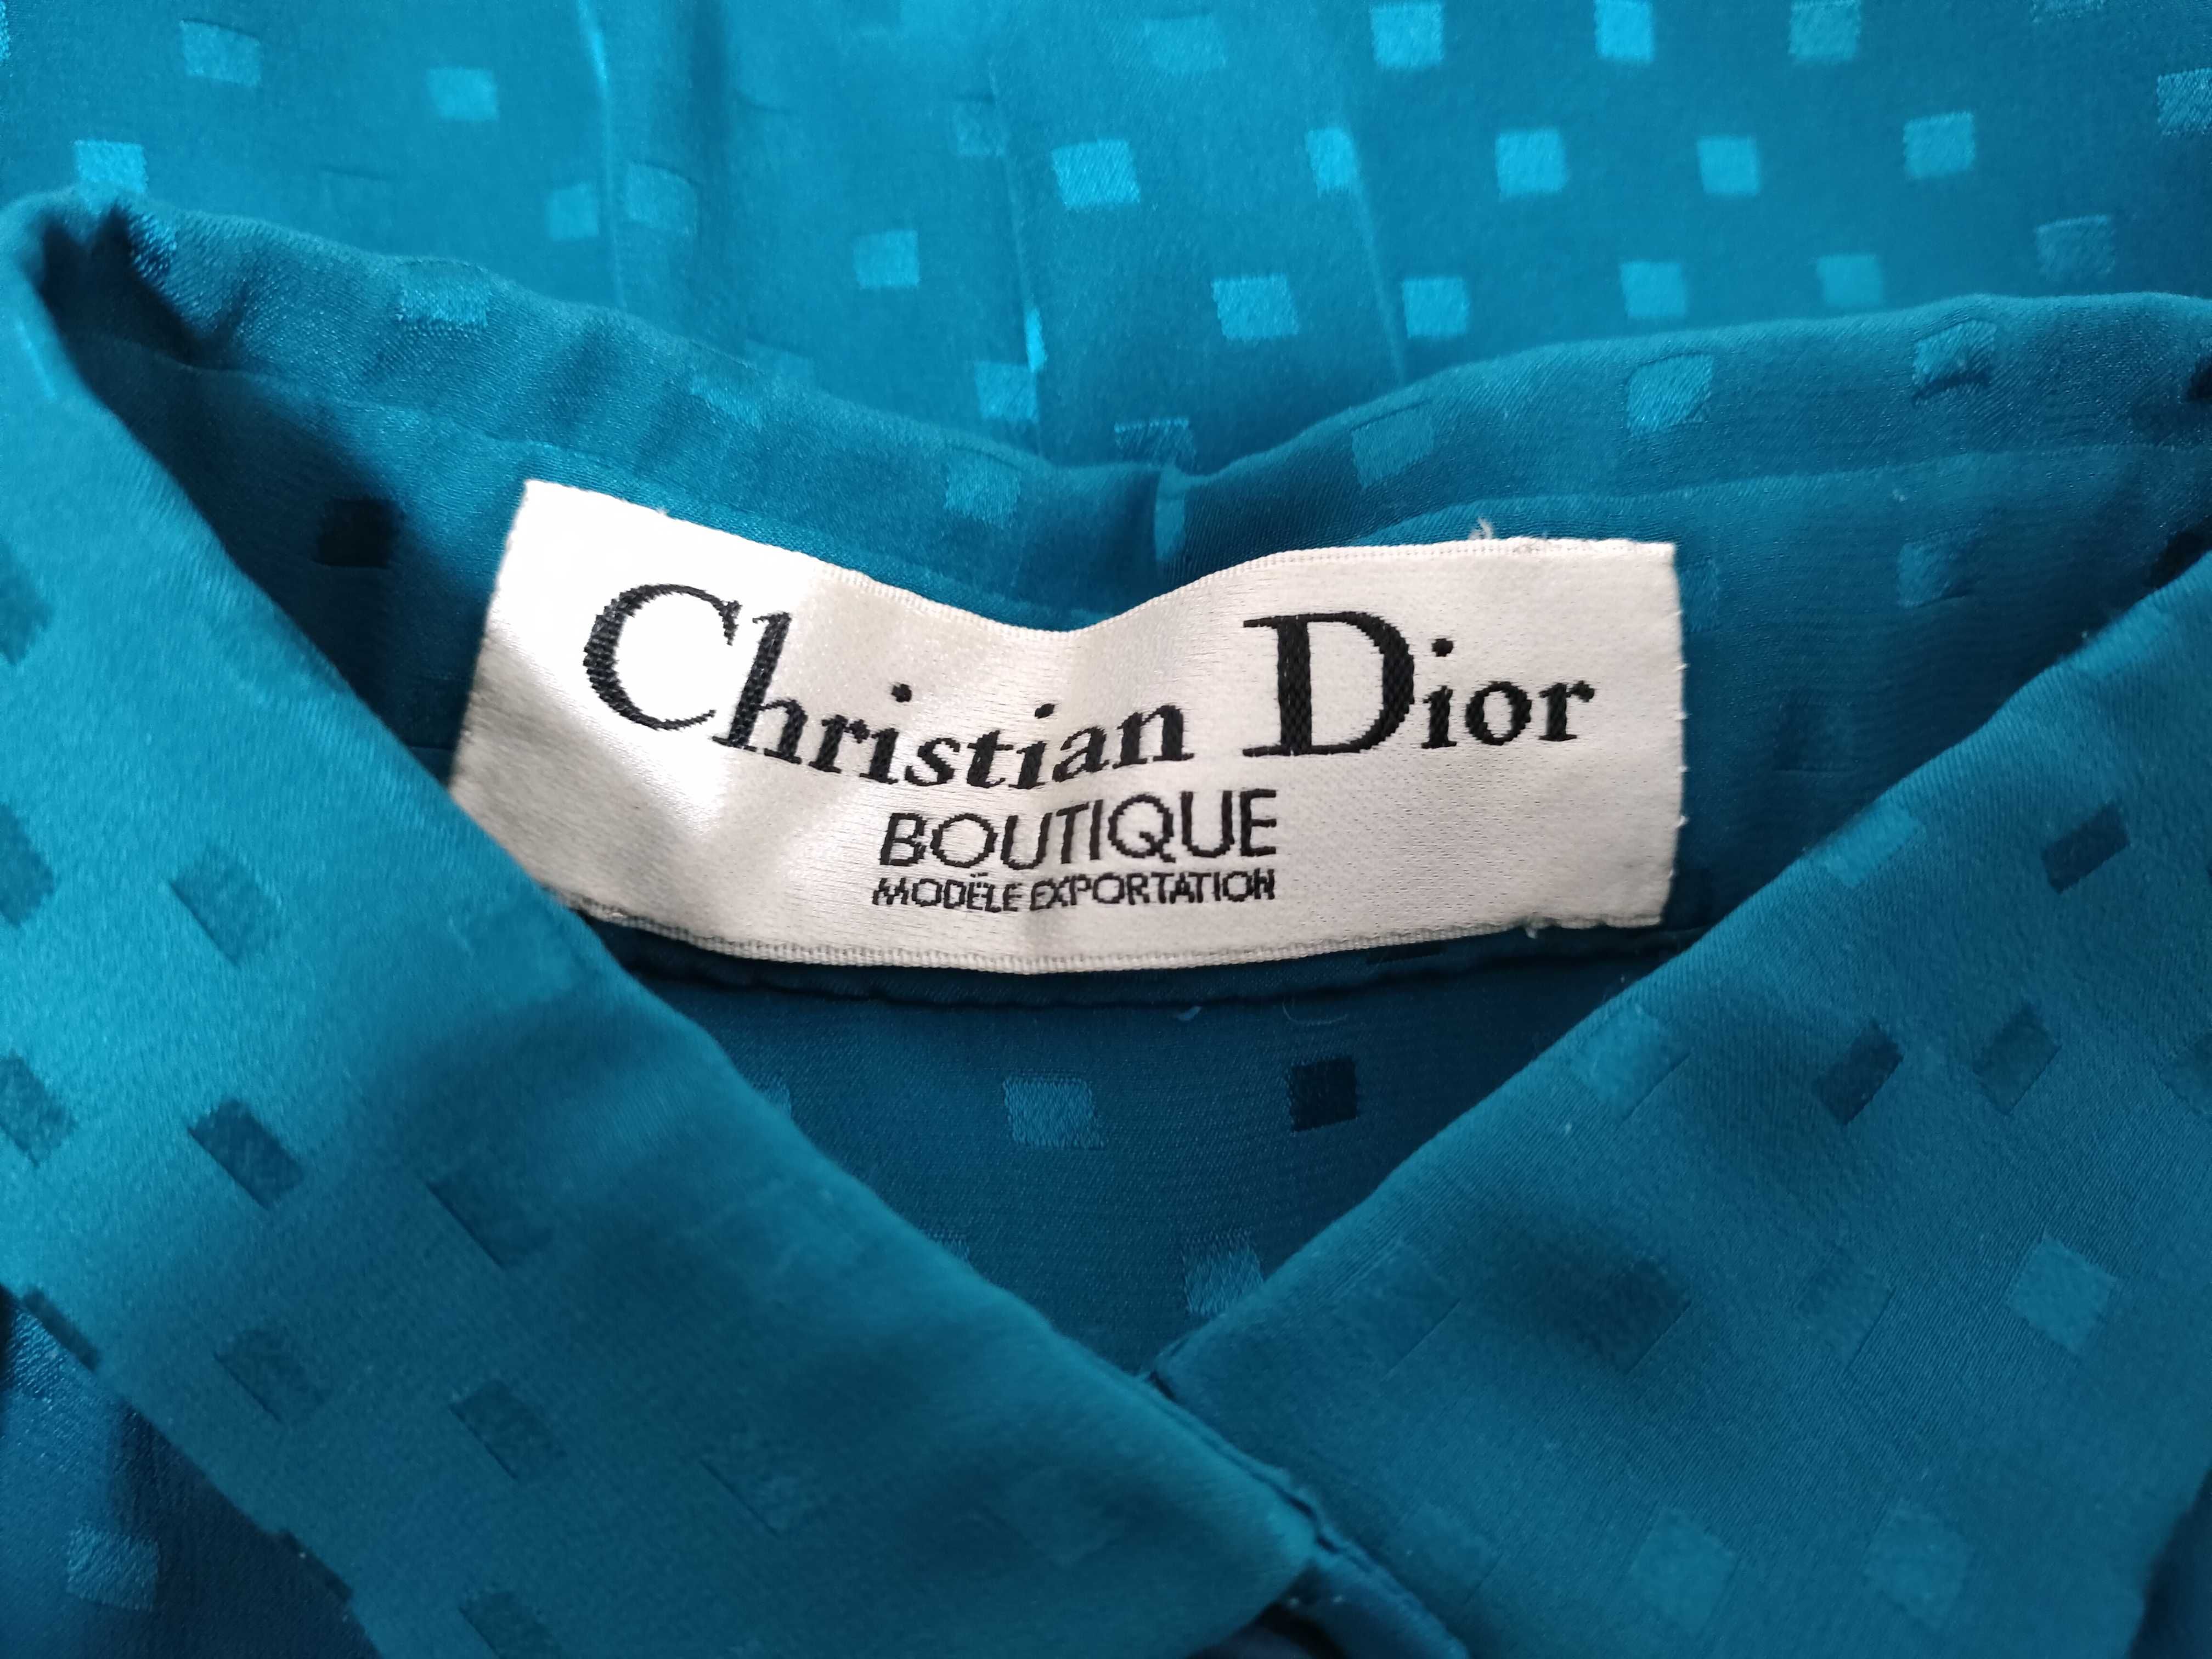 Christian Dior
BOUTIQUE
MODÈLE EXPORTATION